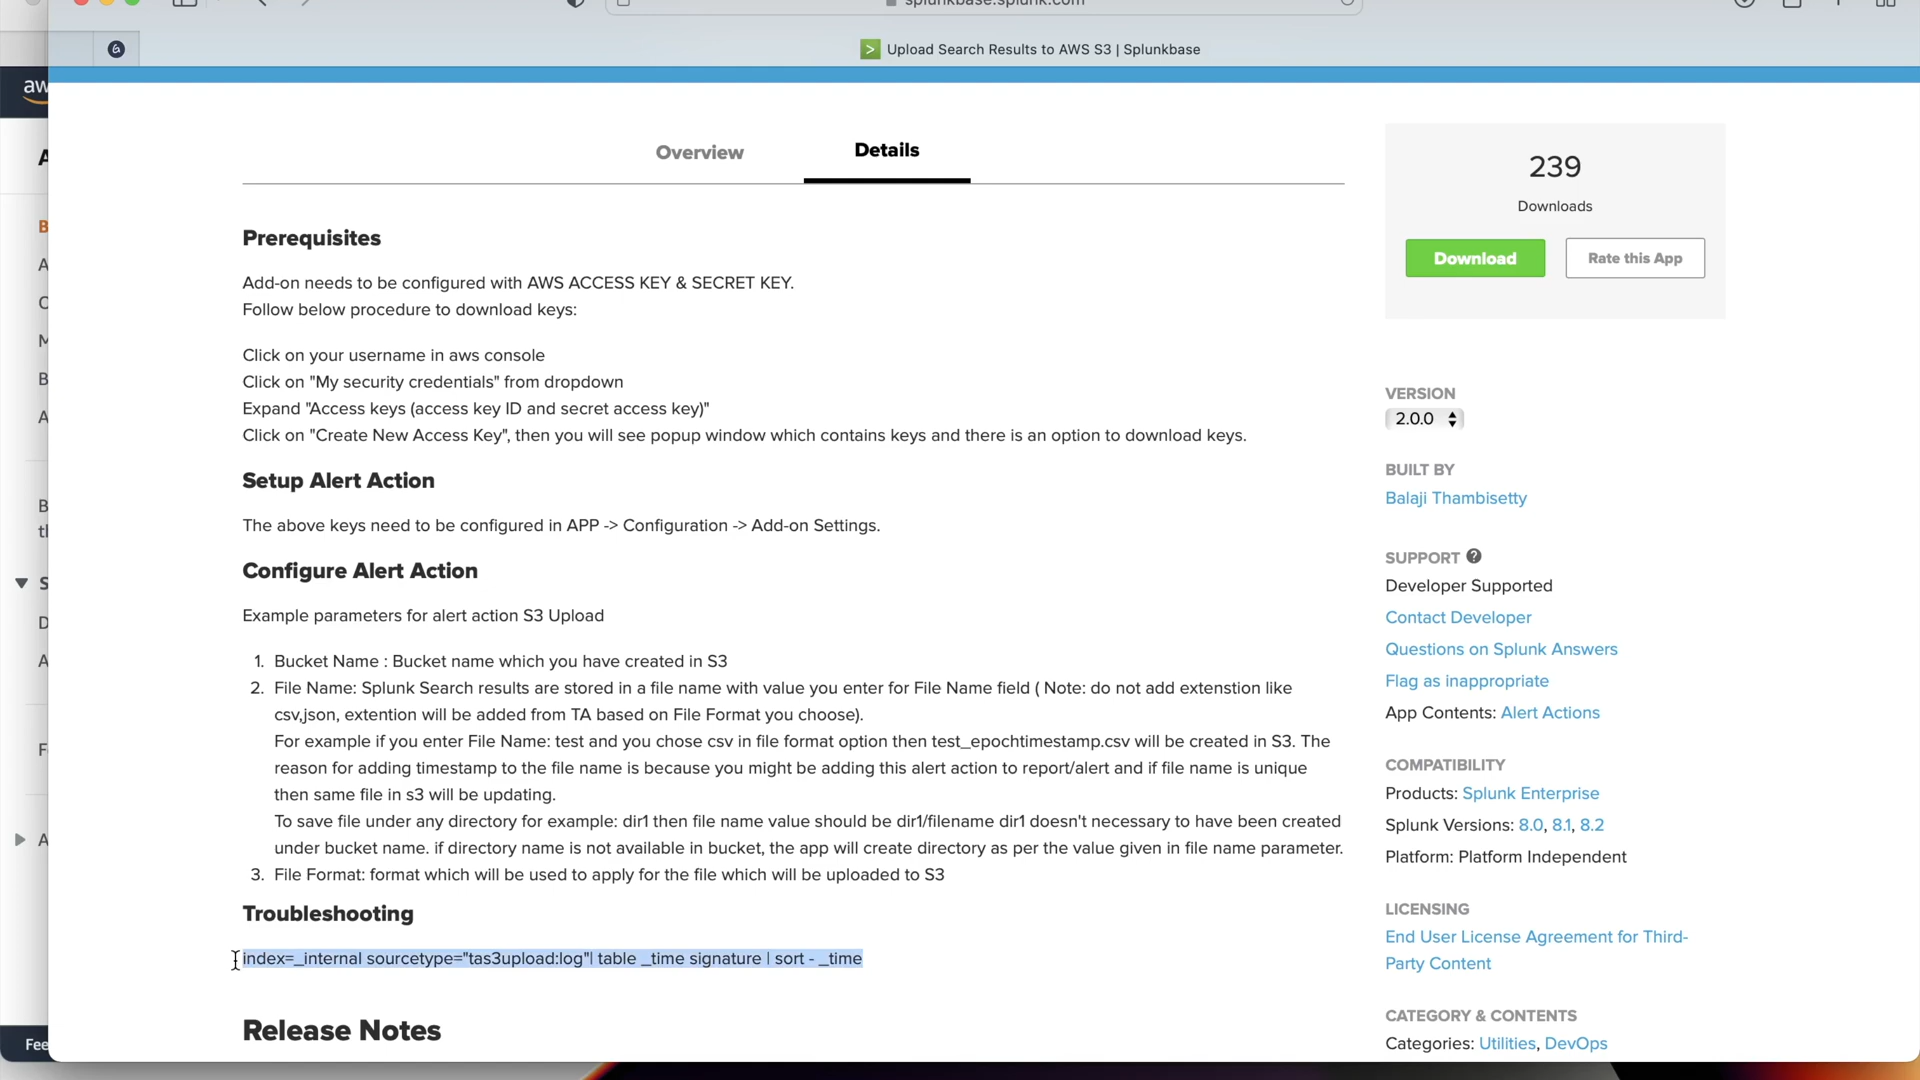 Upload Search Results to AWS S3 | Splunkbase
aw
Overview
Details
239
Downloads
Download
Rate this App
Prerequisites
Add-on needs to be configured with AWS ACCESS KEY & SECRET KEY.
Follow below procedure to download keys:
Click on your username in aws console
Click on "My security credentials" from dropdown
Expand "Access keys (access key ID and secret access key)"
Click on "Create New Access Key", then you will see popup window which contains keys and there is an option to download keys.
Setup Alert Action
The above keys need to be configured in APP -> Configuration -> Add-on Settings.
Configure Alert Action
Example parameters for alert action S3 Upload
1. Bucket Name : Bucket name which you have created in S3
2. File Name: Splunk Search results are stored in a file name with value you enter for File Name field ( Note: do not add extenstion like
csv,json, extention will be added from TA based on File Format you choose).
For example if you enter File Name: test and you chose csv in file format option then test_epochtimestamp.csv will be created in S3. The
reason for adding timestamp to the file name is because you might be adding this alert action to report/alert and if file name is unique
then same file in s3 will be updating.
To save file under any directory for example: dir1 then file name value should be dir1/filename dir1 doesn't necessary to have been created
under bucket name. if directory name is not available in bucket, the app will create directory as per the value given in file name parameter.
3. File Format: format which will be used to apply for the file which will be uploaded to S3
Troubleshooting
index=_internal sourcetype="tas3upload:log"| table _time signature | sort - _time
Release Notes
VERSION
2.0.0
BUILT BY
Balaji Thambisetty
SUPPORT
Developer Supported
Contact Developer
Questions on Splunk Answers
Flag as inappropriate
App Contents: Alert Actions
COMPATIBILITY
Products: Splunk Enterprise
Splunk Versions: 8.0, 8.1, 8.2
Platform: Platform Independent
LICENSING
End User License Agreement for Third-
Party Content
CATEGORY & CONTENTS
Categories: Utilities, DevOps
Fee